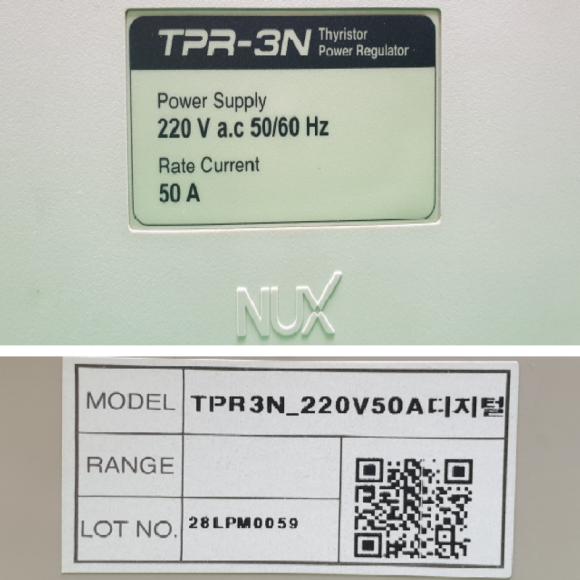 TPR-3N Thyristor
Power Regulator
Power Supply
220 V a.c 50/60 Hz
Rate Current
50 A
NUX
MODEL TPR3N_220V50A디지털
RANGE
LOT NO. 28LPM0059